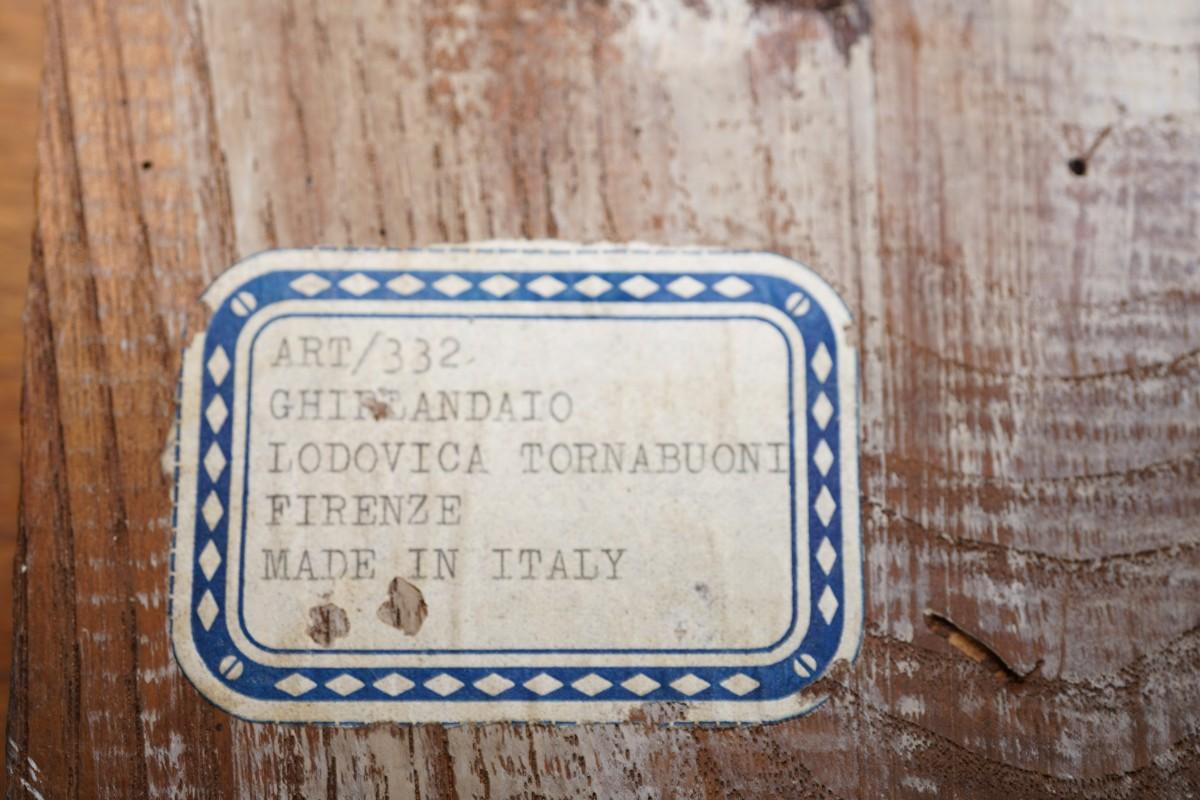 ART/332
GHIRLANDAIO
LODOVICA TORNABUONI
FIRENZE
MADE IN ITALY